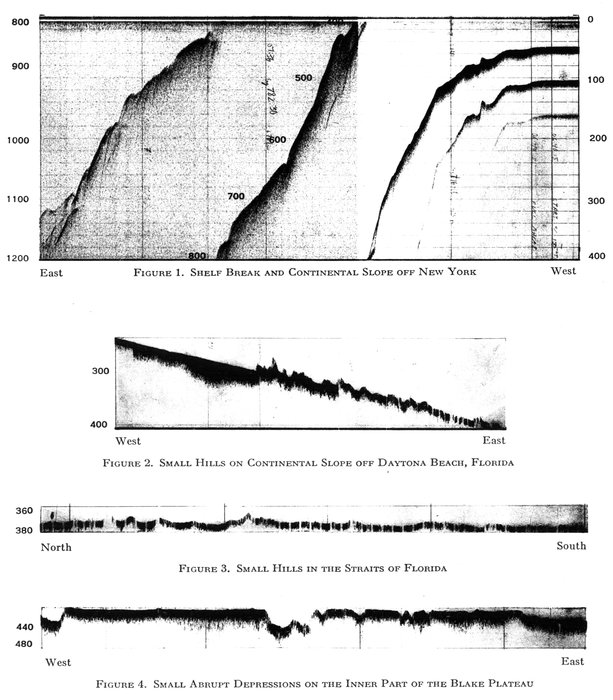 800
900
1000
1100
1200
400
500
600
700
800
0
100
200
300
400
East
West
FIGURE 1. SHELF BREAK AND CONTINENTAL SLOPE OFF NEW YORK
300
400
West
East
FIGURE 2. SMALL HILLS ON CONTINENTAL SLOPE OFF DAYTONA BEACH, FLORIDA
360
380
North
South
FIGURE 3. SMALL HILLS IN THE STRAITS OF FLORIDA
440
480
West
East
FIGURE 4. SMALL ABRUPT DEPRESSIONS ON THE INNER PART OF THE BLAKE PLATEAU